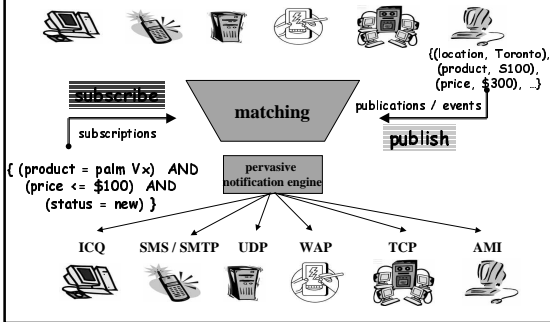 {(location, Toronto),
(product, S100),
(price, $300), …}
subscribe
matching
publications / events
subscriptions
publish
{ (product = palm Vx) AND
(price <= $100) AND
(status = new) }
pervasive
notification engine
ICQ SMS / SMTP UDP WAP TCP AMI